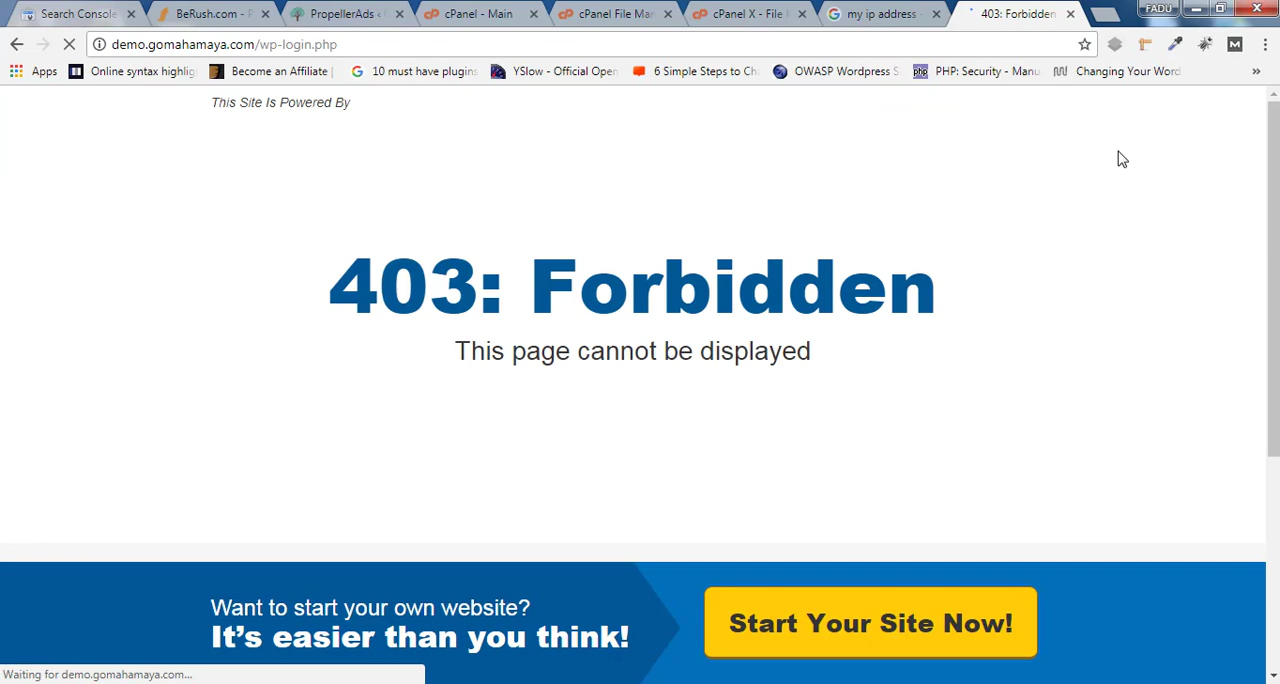 Search Console
BeRush.com - P
PropellerAds ‹
cPanel - Main
cPanel File Man
cPanel X - File M
my ip address -
403: Forbidden
FADU
demo.gomahamaya.com/wp-login.php
Apps
Online syntax highlig
Become an Affiliate |
10 must have plugins
YSlow - Official Open
6 Simple Steps to Ch
OWASP Wordpress S
PHP: Security - Manu
Changing Your Word
This Site Is Powered By
403: Forbidden
This page cannot be displayed
Want to start your own website?
It's easier than you think!
Start Your Site Now!
Waiting for demo.gomahamaya.com...